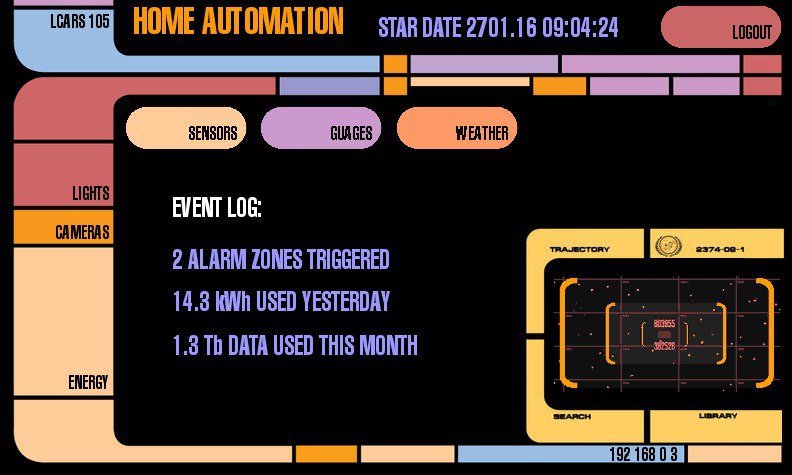 LCARS 105
HOME AUTOMATION
STAR DATE 2701.16 09:04:24
LOGOUT
SENSORS
GUAGES
WEATHER
LIGHTS
CAMERAS
ENERGY
EVENT LOG:
2 ALARM ZONES TRIGGERED
14.3 kWh USED YESTERDAY
1.3 Tb DATA USED THIS MONTH
TRAJECTORY
2374-08-1
SEARCH
LIBRARY
192 168 0 3